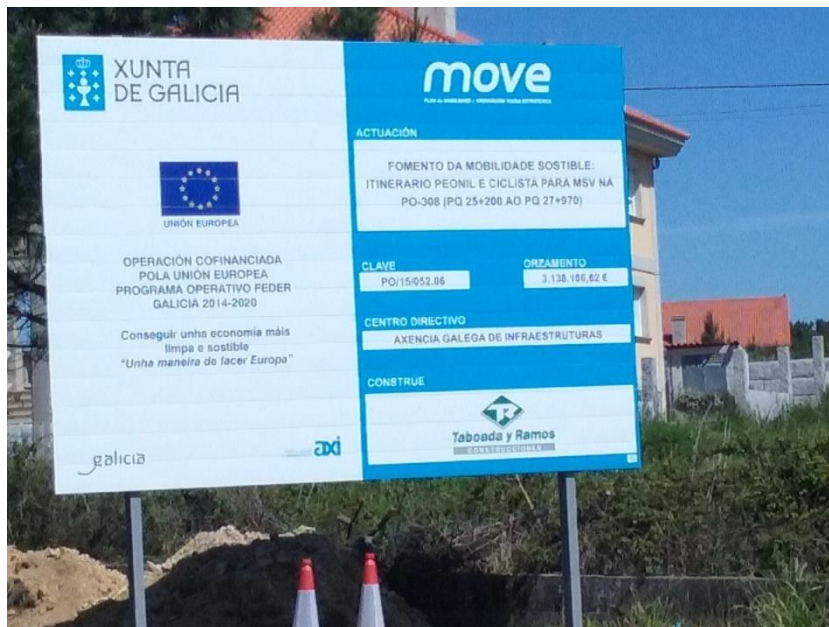 XUNTA
DE GALICIA
UNIÓN EUROPEA
OPERACIÓN COFINANCIADA
POLA UNIÓN EUROPEA
PROGRAMA OPERATIVO FEDER
GALICIA 2014-2020
Conseguir unha economía máis
limpa e sostible
"Unha maneira de facer Europa"
galicia
axi
move
ACTUACIÓN
FOMENTO DA MOBILIDADE SOSTIBLE:
ITINERARIO PEONIL E CICLISTA PARA MSV NA
PO-308 (PQ 25+200 AO PQ 27+970)
CLAVE
PO/15/052.06
ORZAMENTO
3.138.186,62 €
CENTRO DIRECTIVO
AXENCIA GALEGA DE INFRAESTRUTURAS
CONSTRUE
TR
Taboada y Ramos
CONSTRUCCIONES